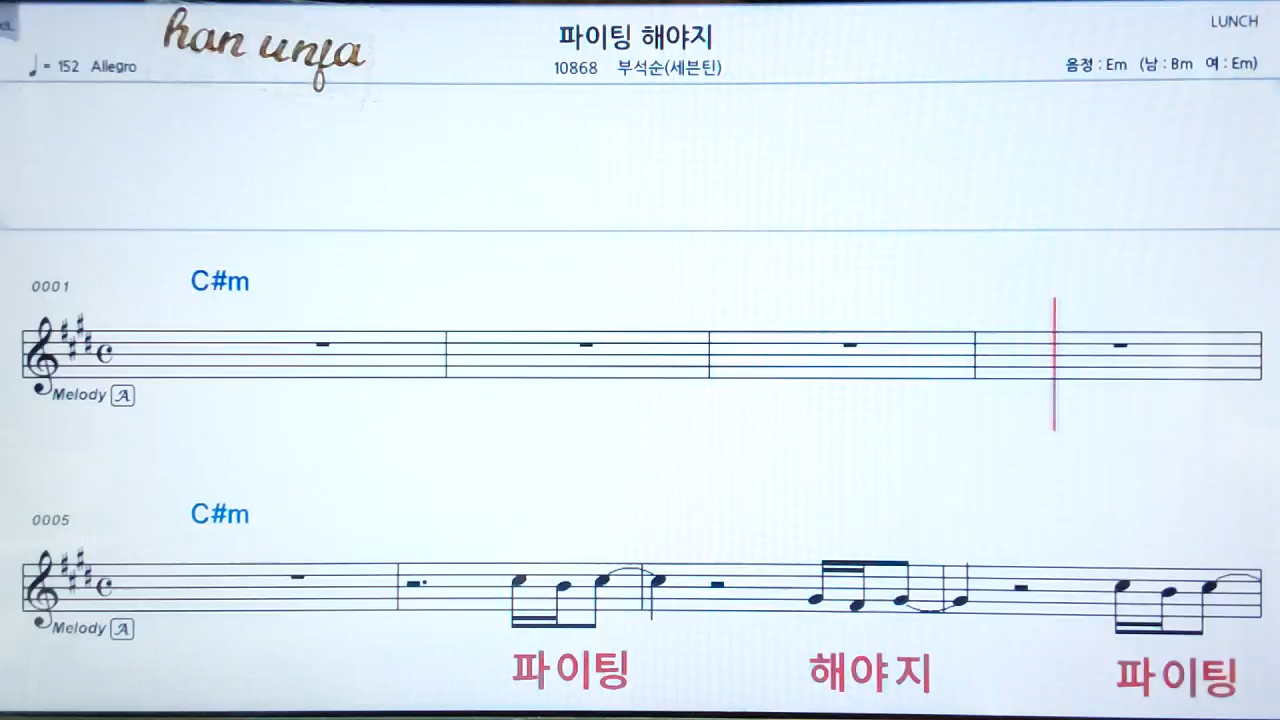 han unfa
파이팅 해야지
LUNCH
♩ = 152 Allegro
10868 부석순(세븐틴)
음정 : Em (남 : Bm 여 : Em)
0001
C#m
Melody A
0005
C#m
Melody A
파이팅 해야지 파이팅